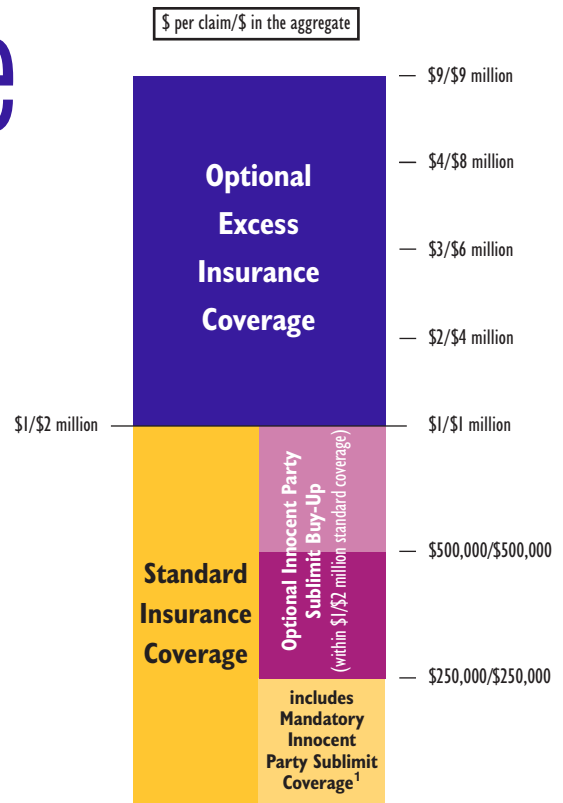 $ per claim/$ in the aggregate
e
$9/$9 million
$4/$8 million
$3/$6 million
$2/$4 million
Optional
Excess
Insurance
Coverage
$1/$2 million
$1/$1 million
Standard
Insurance
Coverage
Optional Innocent Party
Sublimit Buy-Up
(within $1/$2 million standard coverage)
$500,000/$500,000
$250,000/$250,000
includes
Mandatory
Innocent
Party Sublimit
Coverage1